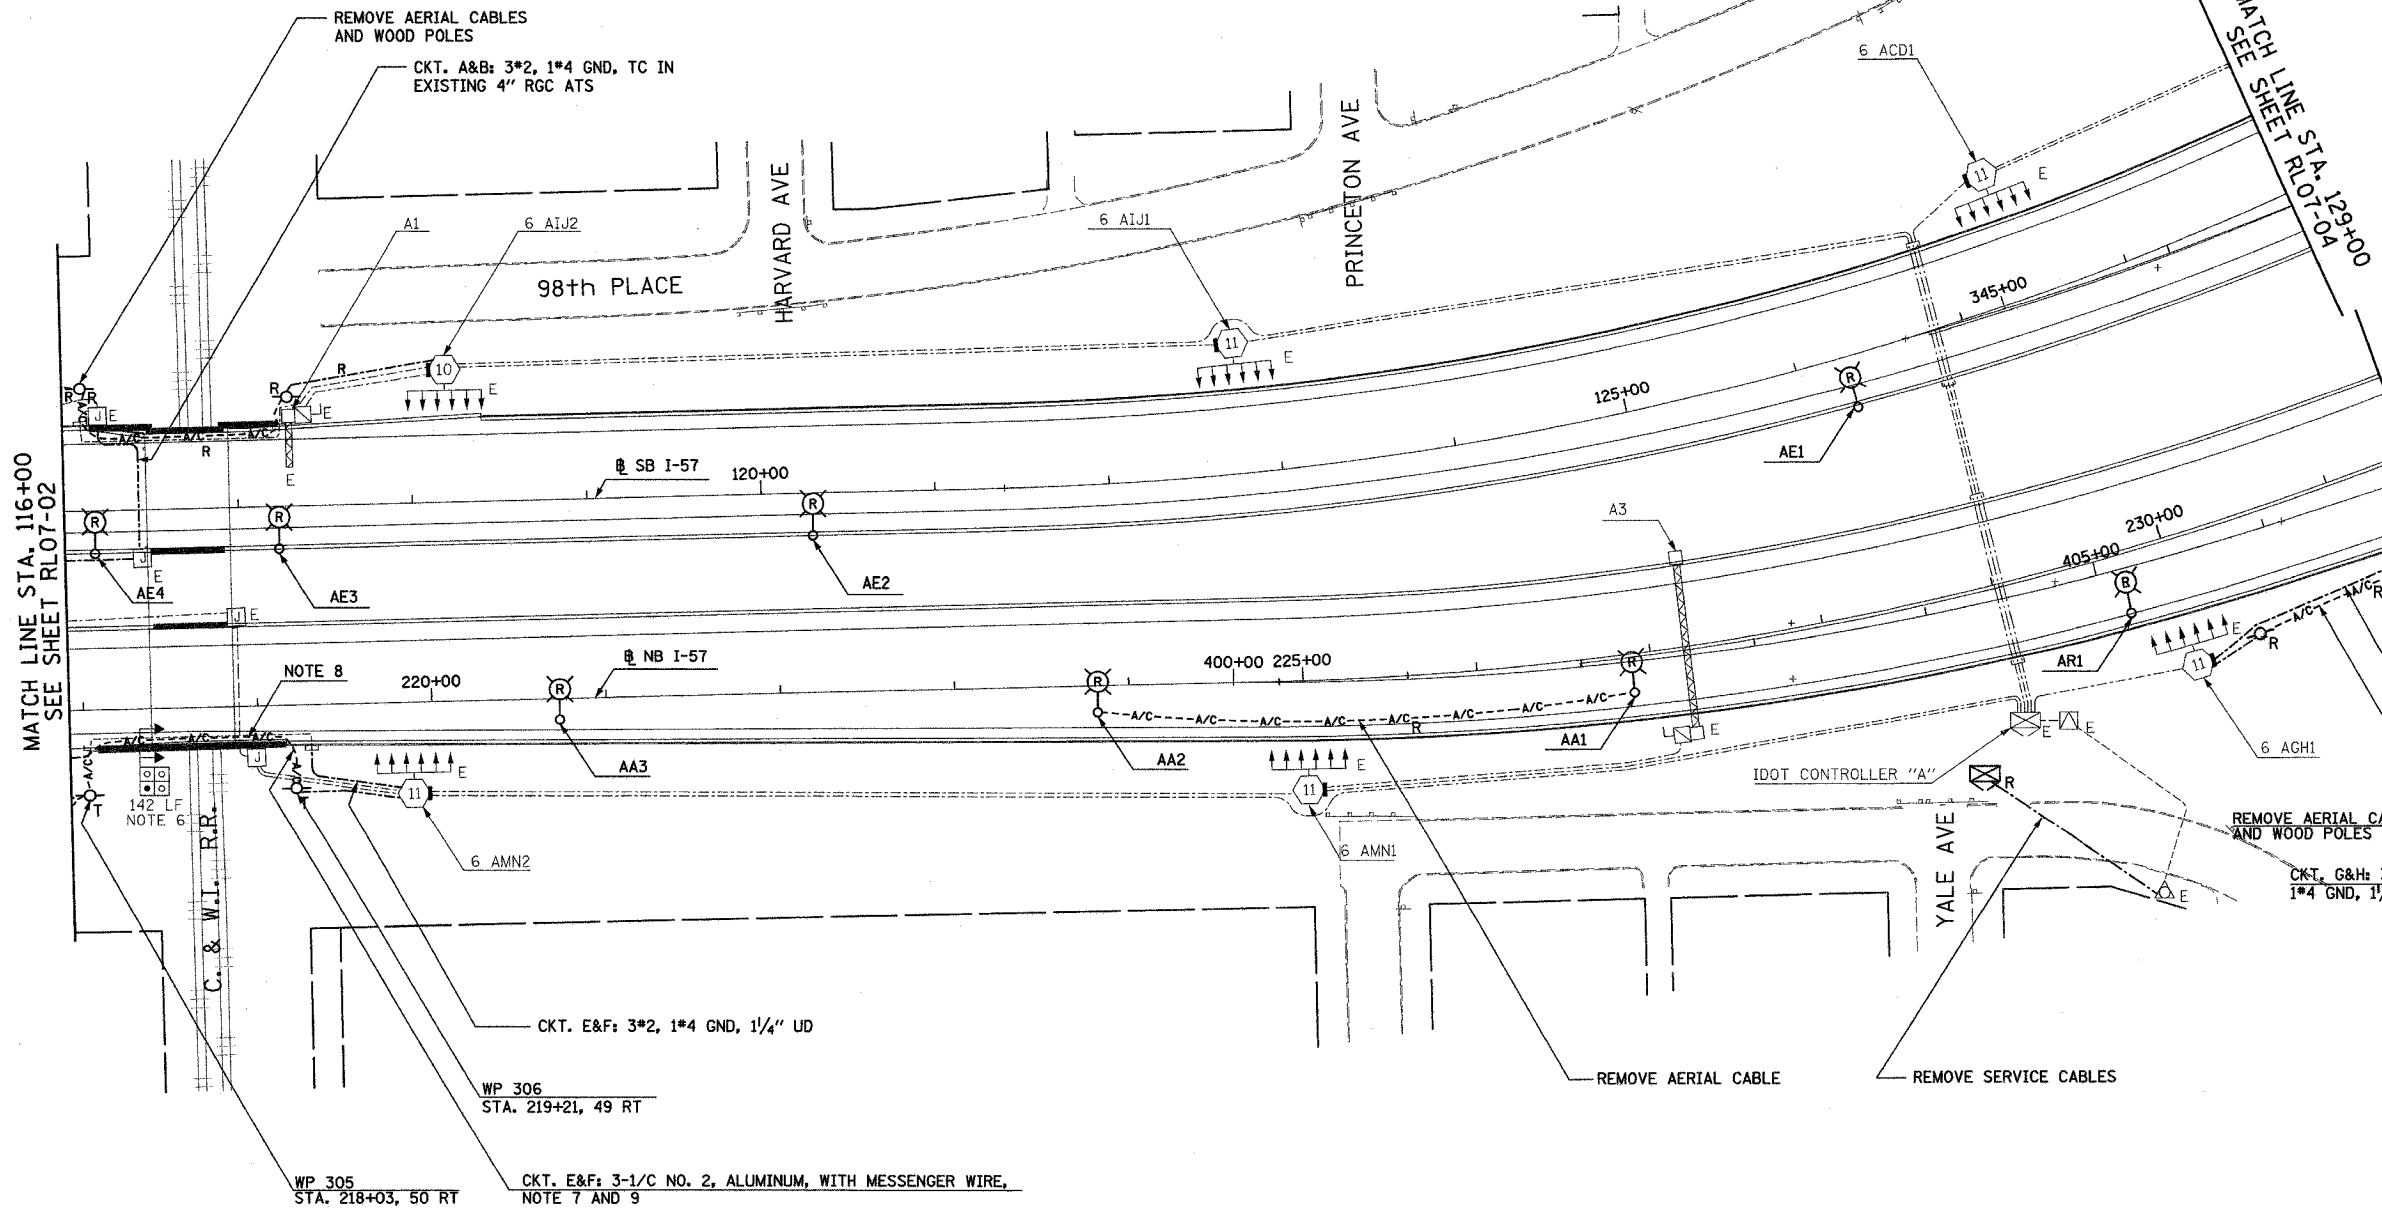 REMOVE AERIAL CABLES
AND WOOD POLES
CKT. A&B: 3#2, 1#4 GND, TC IN
EXISTING 4" RGC ATS
MATCH LINE STA. 129+00
SEE SHEET RL07-04
6 ACD1
11
E
A1
6 AIJ2
6 AIJ1
HARVARD AVE
PRINCETON AVE
98th PLACE
345+00
R
R
R
R
10
E
11
E
J
E
E
A/C
A/C
A/C
R
E
125+00
R
AE1
MATCH LINE STA. 116+00
SEE SHEET RL07-02
℄ SB I-57
120+00
R
R
R
J
E
AE4
AE3
AE2
A3
230+00
405+00
R
AR1
J
E
NOTE 8
℄ NB I-57
220+00
400+00
225+00
R
R
R
A/C
A/C
A/C
A/C
A/C
A/C
A/C
A/C
R
AA3
AA2
AA1
E
A/C
A/C
R
R
11
E
6 AGH1
A/C
A/C
A/C
A/C
A/C
J
T
T
142 LF
NOTE 6
11
E
6 AMN2
11
E
6 AMN1
IDOT CONTROLLER "A"
E
E
R
YALE AVE
REMOVE AERIAL CA
AND WOOD POLES
CKT. G&H:
1#4 GND, 1
E
C. & W.I. R.R.
CKT. E&F: 3#2, 1#4 GND, 1¼" UD
REMOVE AERIAL CABLE
REMOVE SERVICE CABLES
WP 306
STA. 219+21, 49 RT
WP 305
STA. 218+03, 50 RT
CKT. E&F: 3-1/C NO. 2, ALUMINUM, WITH MESSENGER WIRE,
NOTE 7 AND 9